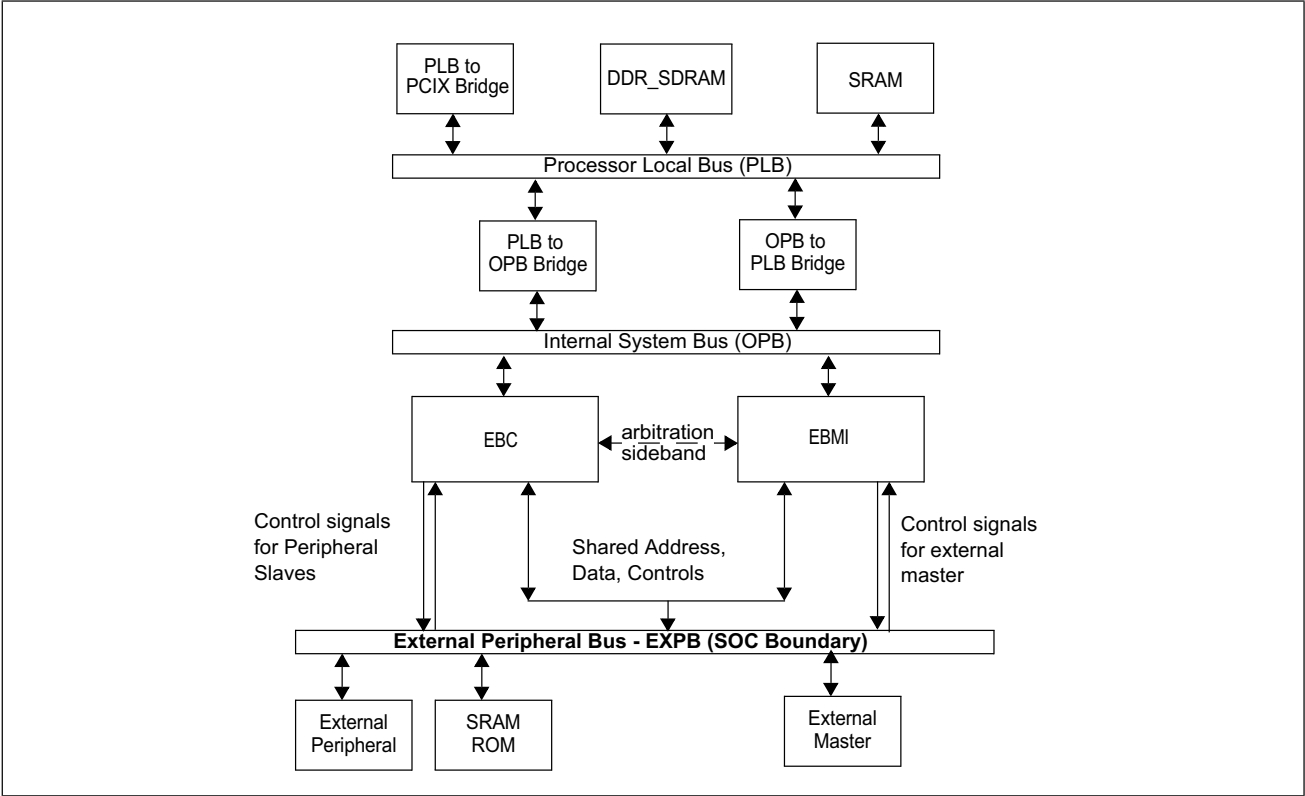 PLB to
PCIX Bridge
DDR_SDRAM
SRAM
Processor Local Bus (PLB)
PLB to
OPB Bridge
OPB to
PLB Bridge
Internal System Bus (OPB)
EBC
arbitration
sideband
EBMI
Control signals
for Peripheral
Slaves
Shared Address,
Data, Controls
Control signals
for external
master
External Peripheral Bus - EXPB (SOC Boundary)
External
Peripheral
SRAM
ROM
External
Master